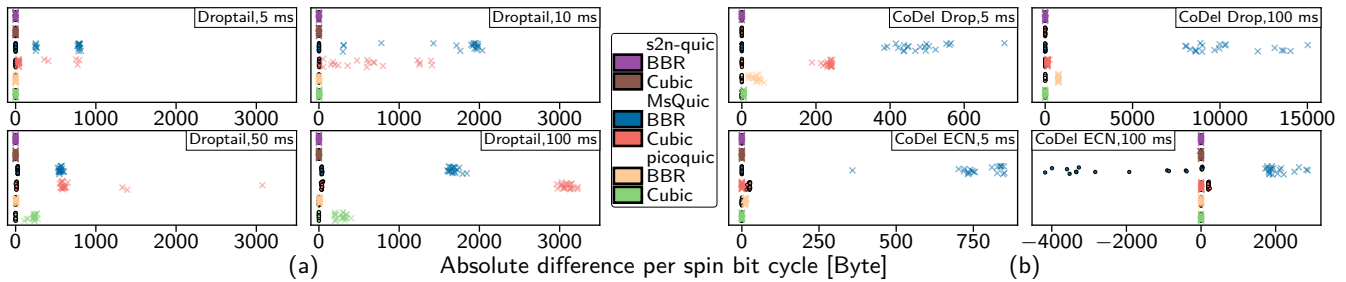 Droptail,5 ms
0 1000 2000 3000
Droptail,10 ms
0 1000 2000 3000
Droptail,50 ms
0 1000 2000 3000
Droptail,100 ms
0 1000 2000 3000
s2n-quic
BBR
Cubic
MsQuic
BBR
Cubic
picoquic
BBR
Cubic
CoDel Drop,5 ms
0 200 400 600
CoDel Drop,100 ms
0 5000 10000 15000
CoDel ECN,5 ms
0 250 500 750
CoDel ECN,100 ms
−4000 −2000 0 2000
(a) Absolute difference per spin bit cycle [Byte] (b)